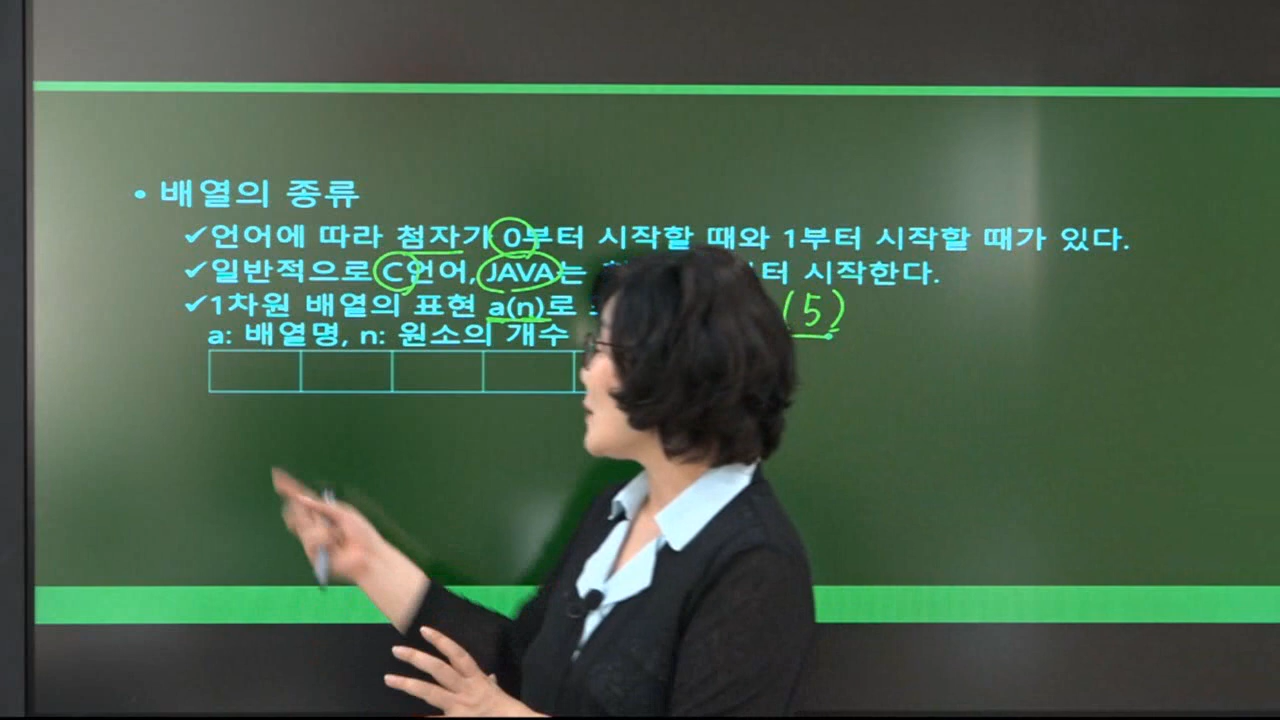 • 배열의 종류
✓언어에 따라 첨자가 0부터 시작할 때와 1부터 시작할 때가 있다.
✓일반적으로 C언어, JAVA는 부터 시작한다.
✓1차원 배열의 표현 a(n)로 (5)
a: 배열명, n: 원소의 개수